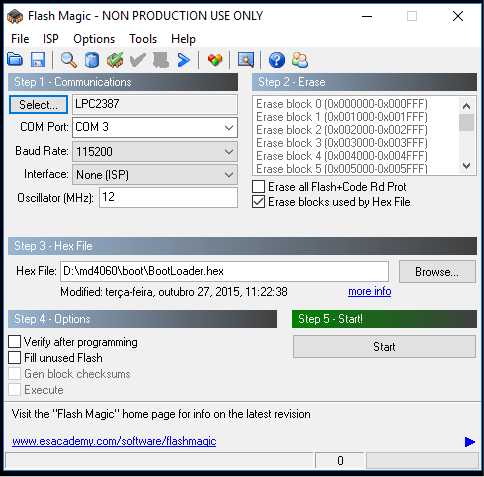 Flash Magic - NON PRODUCTION USE ONLY
File ISP Options Tools Help
Step 1 - Communications
Select... LPC2387
COM Port: COM 3
Baud Rate: 115200
Interface: None (ISP)
Oscillator (MHz): 12
Step 2 - Erase
Erase block 0 (0x000000-0x000FFF)
Erase block 1 (0x001000-0x001FFF)
Erase block 2 (0x002000-0x002FFF)
Erase block 3 (0x003000-0x003FFF)
Erase block 4 (0x004000-0x004FFF)
Erase block 5 (0x005000-0x005FFF)
Erase all Flash+Code Rd Prot
Erase blocks used by Hex File
Step 3 - Hex File
Hex File: D:\md4060\boot\BootLoader.hex Browse...
Modified: terça-feira, outubro 27, 2015, 11:22:38 more info
Step 4 - Options
Verify after programming
Fill unused Flash
Gen block checksums
Execute
Step 5 - Start!
Start
Visit the "Flash Magic" home page for info on the latest revision
www.esacademy.com/software/flashmagic
0